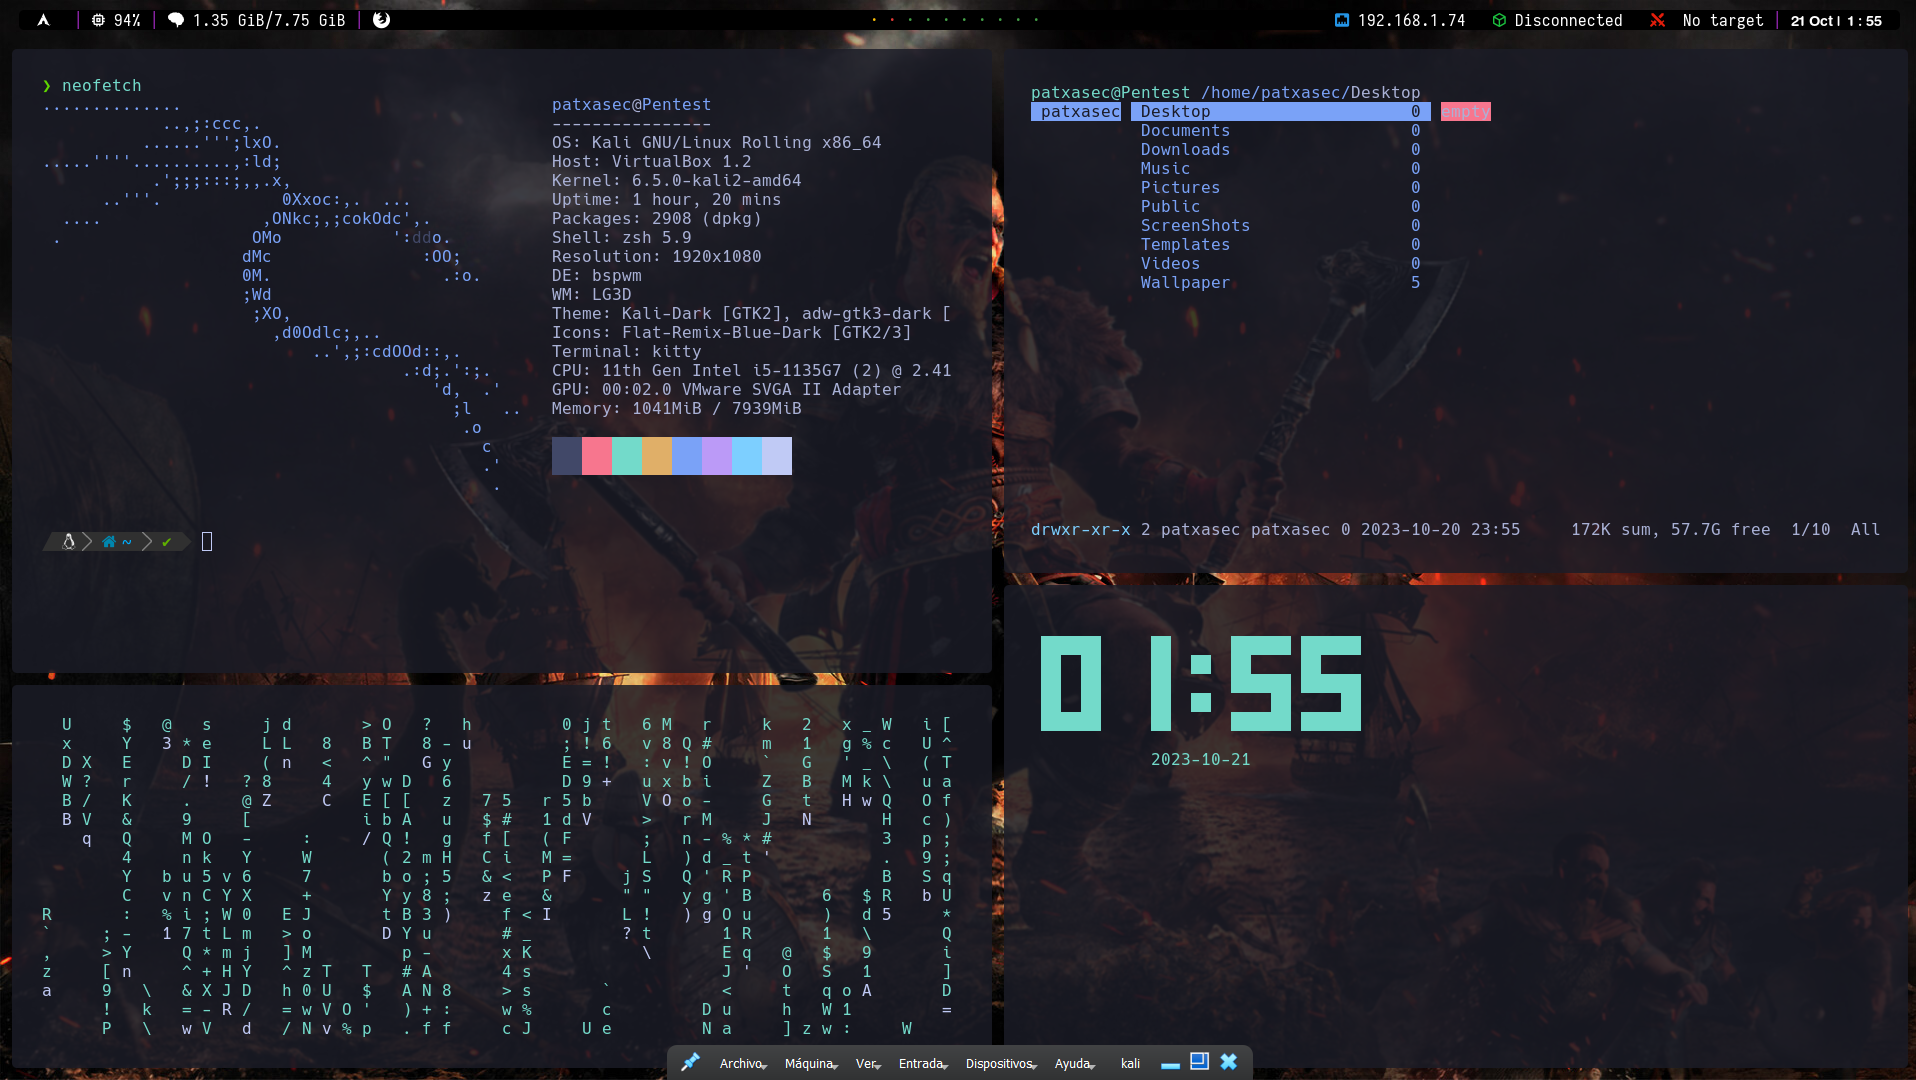 94% 1.35 GiB/7.75 GiB 192.168.1.74 Disconnected No target 21 Oct | 1:55
❯ neofetch
patxasec@Pentest
----------------
OS: Kali GNU/Linux Rolling x86_64
Host: VirtualBox 1.2
Kernel: 6.5.0-kali2-amd64
Uptime: 1 hour, 20 mins
Packages: 2908 (dpkg)
Shell: zsh 5.9
Resolution: 1920x1080
DE: bspwm
WM: LG3D
Theme: Kali-Dark [GTK2], adw-gtk3-dark [
Icons: Flat-Remix-Blue-Dark [GTK2/3]
Terminal: kitty
CPU: 11th Gen Intel i5-1135G7 (2) @ 2.41
GPU: 00:02.0 VMware SVGA II Adapter
Memory: 1041MiB / 7939MiB
~ ✔
patxasec@Pentest /home/patxasec/Desktop
patxasec Desktop 0 empty
Documents 0
Downloads 0
Music 0
Pictures 0
Public 0
ScreenShots 0
Templates 0
Videos 0
Wallpaper 5
drwxr-xr-x 2 patxasec patxasec 0 2023-10-20 23:55 172K sum, 57.7G free 1/10 All
01:55
2023-10-21
Archivo Máquina Ver Entrada Dispositivos Ayuda kali